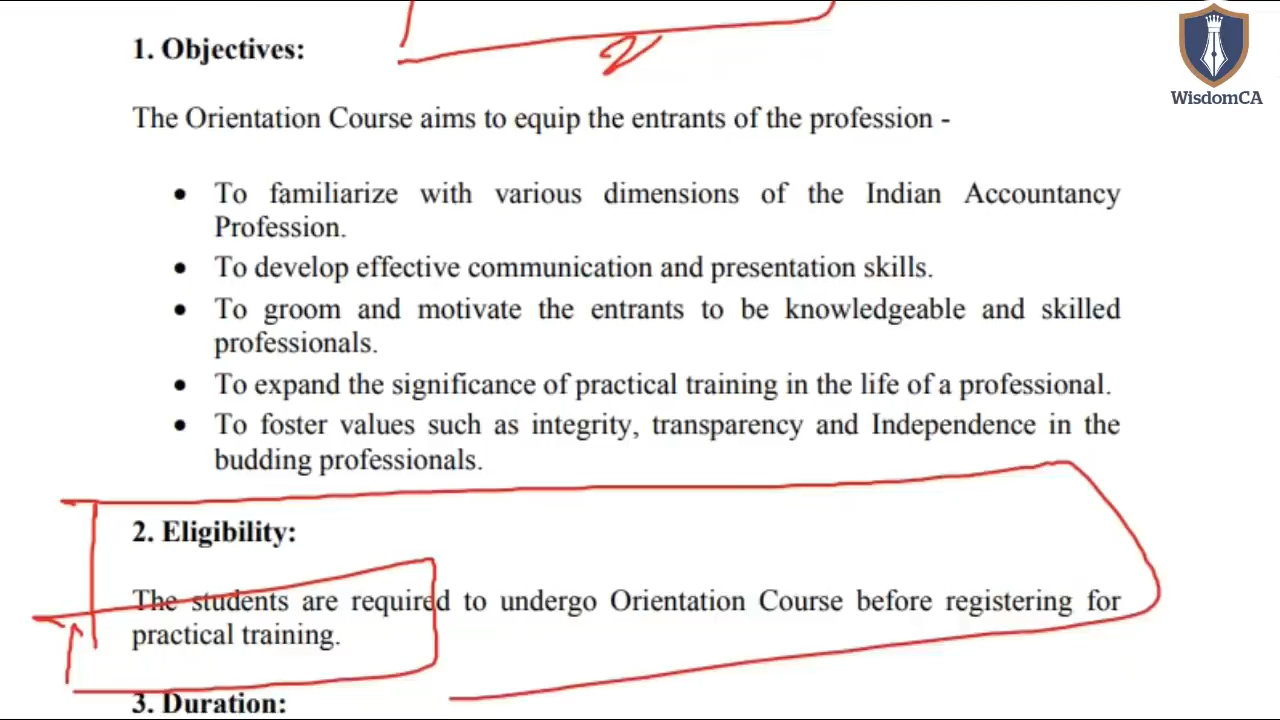 WisdomCA
1. Objectives:
The Orientation Course aims to equip the entrants of the profession -
• To familiarize with various dimensions of the Indian Accountancy
Profession.
• To develop effective communication and presentation skills.
• To groom and motivate the entrants to be knowledgeable and skilled
professionals.
• To expand the significance of practical training in the life of a professional.
• To foster values such as integrity, transparency and Independence in the
budding professionals.
2. Eligibility:
The students are required to undergo Orientation Course before registering for
practical training.
3. Duration: